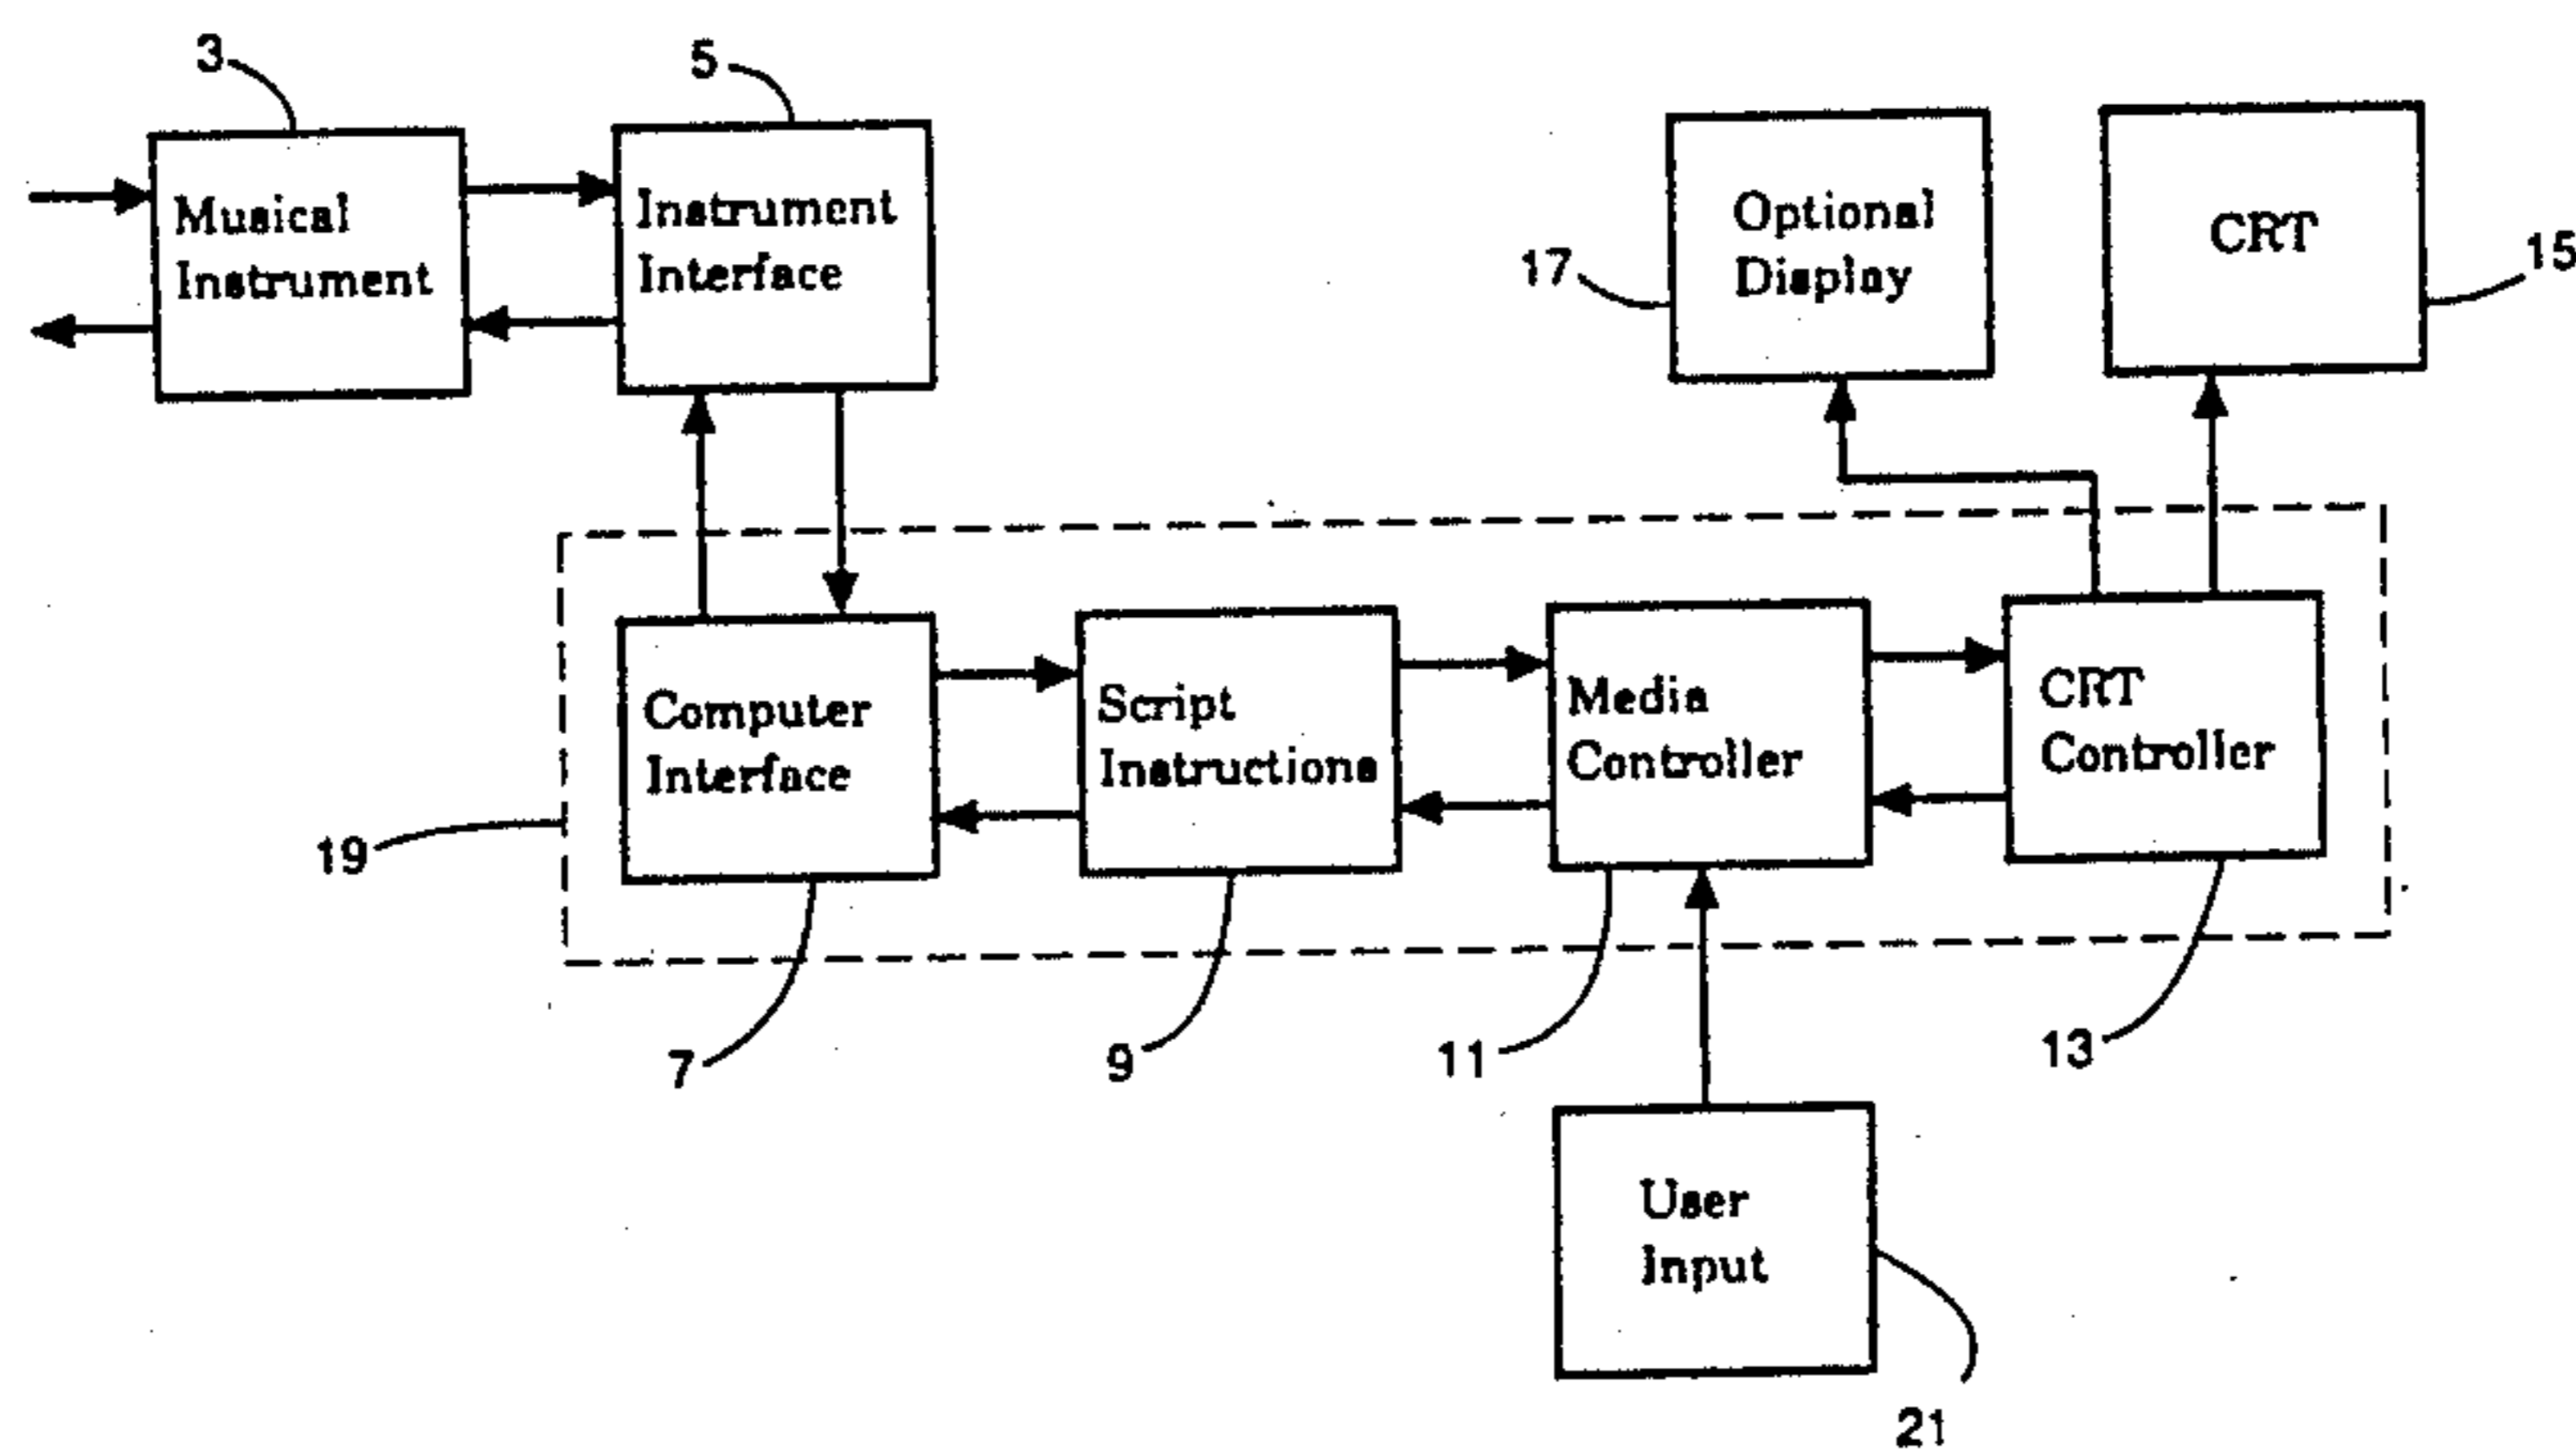 3
5
Musical
Instrument
Instrument
Interface
17
Optional
Display
CRT
15
19
Computer
Interface
Script
Instructions
Media
Controller
CRT
Controller
7
9
11
13
User
Input
21